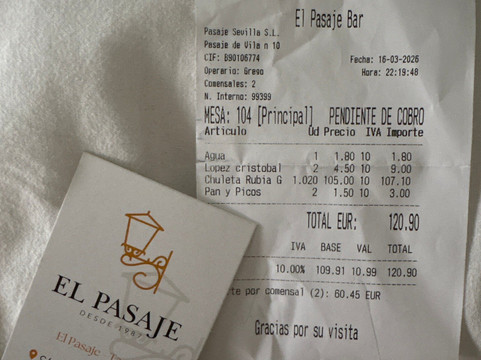 El Pasaje Bar
Pasaje Sevilla S.L.
Pasaje de Vila n 10
CIF: B90106774
Fecha: 16-03-2026
Operario: Grego
Hora: 22:19:48
Comensales: 2
N. Interno: 99399
MESA: 104 [Principal] PENDIENTE DE COBRO
Articulo Ud Precio IVA Importe
Agua 1 1.80 10 1.80
Lopez cristobal 2 4.50 10 9.00
Chuleta Rubia G 1.020 105.00 10 107.10
Pan y Picos 2 1.50 10 3.00
TOTAL EUR: 120.90
IVA BASE VAL TOTAL
10.00% 109.91 10.99 120.90
por comensal (2): 60.45 EUR
Gracias por su visita
EL PASAJE
DESDE 1987
El Pasaje